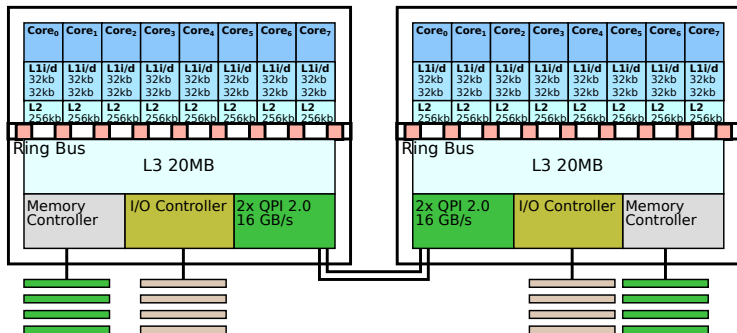 Core₀ Core₁ Core₂ Core₃ Core₄ Core₅ Core₆ Core₇
L1i/d L1i/d L1i/d L1i/d L1i/d L1i/d L1i/d L1i/d
32kb 32kb 32kb 32kb 32kb 32kb 32kb 32kb
32kb 32kb 32kb 32kb 32kb 32kb 32kb 32kb
L2 L2 L2 L2 L2 L2 L2 L2
256kb 256kb 256kb 256kb 256kb 256kb 256kb 256kb
Ring Bus
L3 20MB
Memory
Controller
I/O Controller
2x QPI 2.0
16 GB/s
Core₀ Core₁ Core₂ Core₃ Core₄ Core₅ Core₆ Core₇
L1i/d L1i/d L1i/d L1i/d L1i/d L1i/d L1i/d L1i/d
32kb 32kb 32kb 32kb 32kb 32kb 32kb 32kb
32kb 32kb 32kb 32kb 32kb 32kb 32kb 32kb
L2 L2 L2 L2 L2 L2 L2 L2
256kb 256kb 256kb 256kb 256kb 256kb 256kb 256kb
Ring Bus
L3 20MB
2x QPI 2.0
16 GB/s
I/O Controller
Memory
Controller